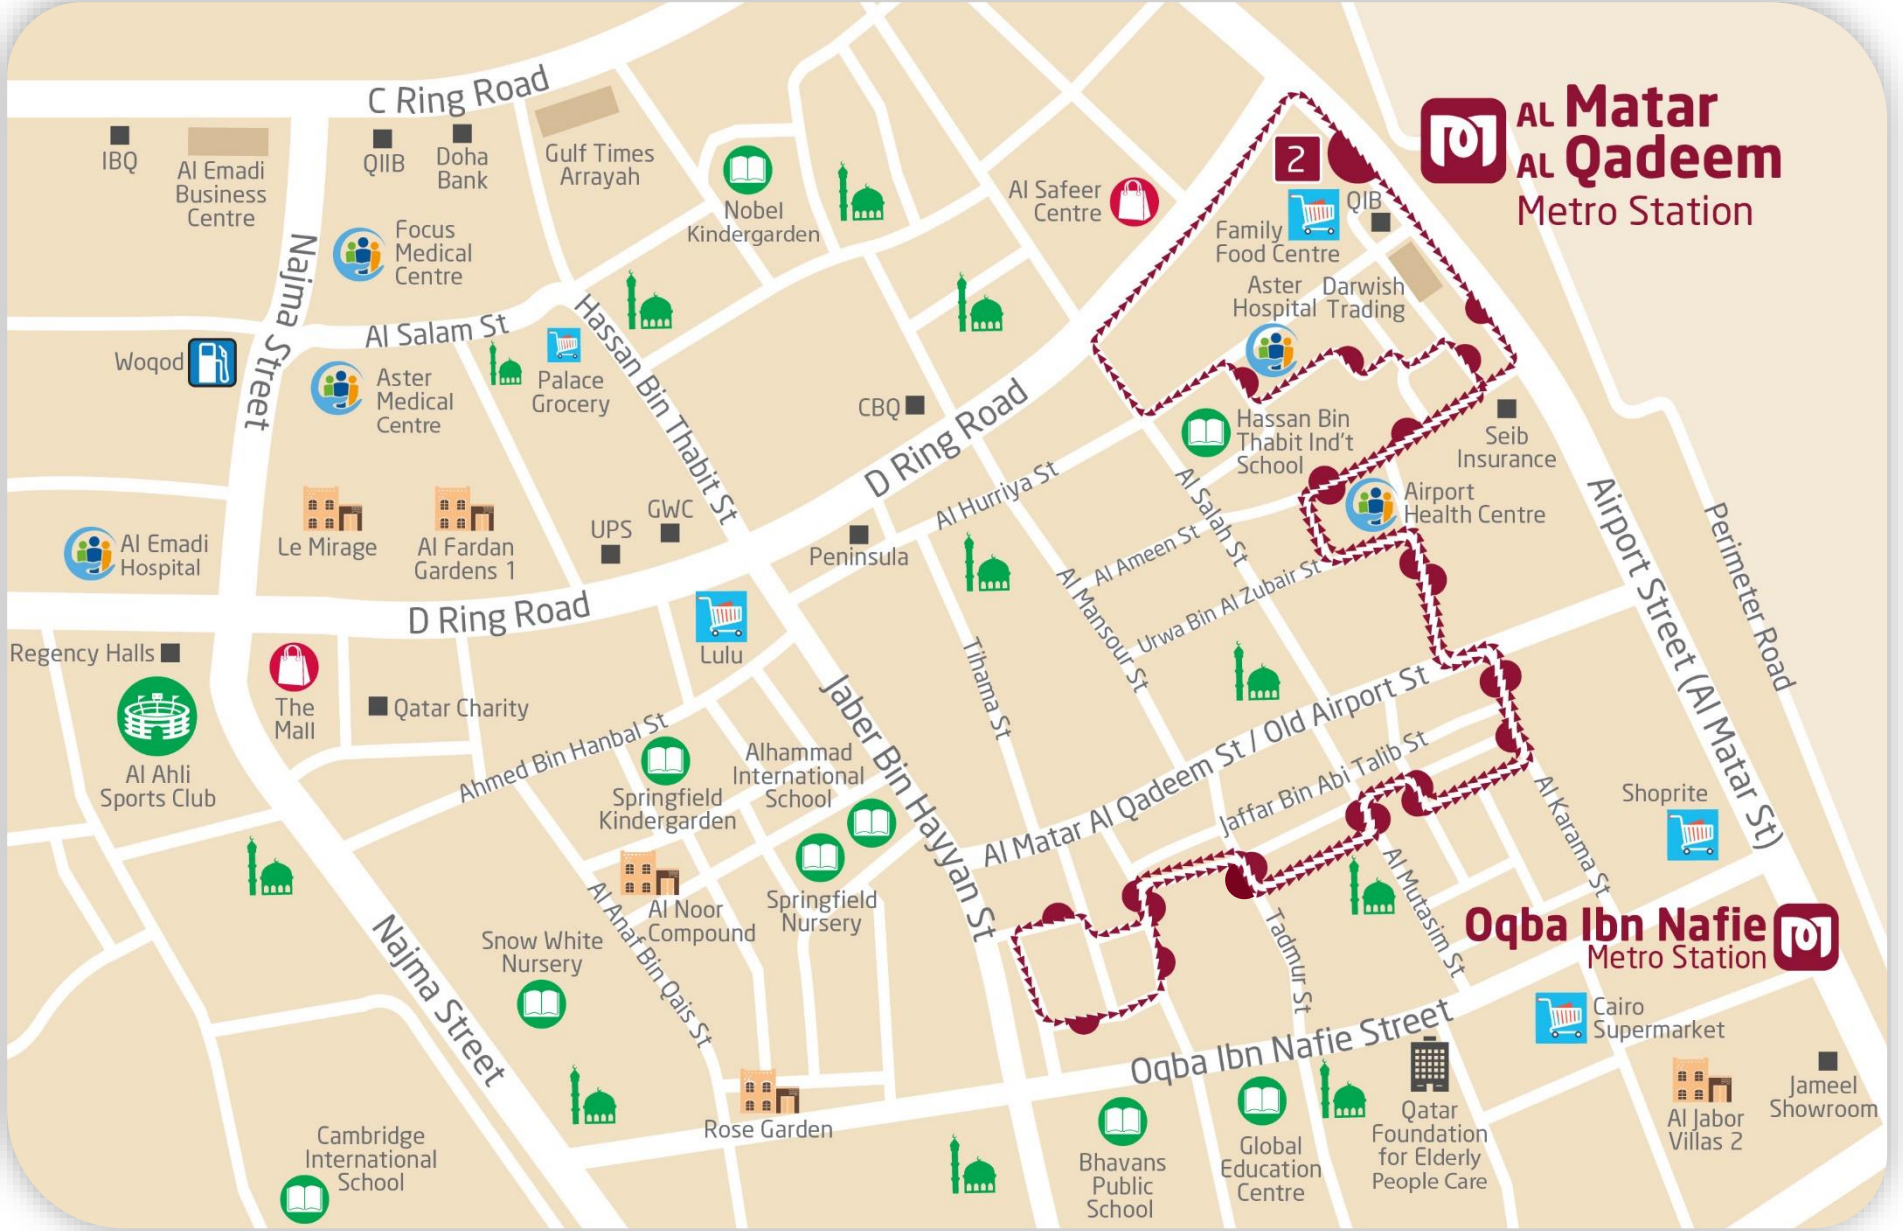 C Ring Road
IBQ
Al Emadi
Business
Centre
QIIB
Doha
Bank
Gulf Times
Arrayah
Nobel
Kindergarden
Al Safeer
Centre
2
QIB
Family
Food Centre
AL Matar
AL Qadeem
Metro Station
Aster
Hospital
Darwish
Trading
Najma Street
Focus
Medical
Centre
Al Salam St
Hassan Bin Thabit St
Woqod
Aster
Medical
Centre
Palace
Grocery
CBQ
D Ring Road
Hassan Bin
Thabit Ind't
School
Seib
Insurance
Al Hurriya St
Al Salah St
Airport
Health Centre
Airport Street (Al Matar St)
Perimeter Road
Al Emadi
Hospital
Le Mirage
Al Fardan
Gardens 1
UPS
GWC
Peninsula
Al Ameen St
Al Mansour St
Urwa Bin Al Zubair St
D Ring Road
Lulu
Regency Halls
The
Mall
Qatar Charity
Al Ahli
Sports Club
Ahmed Bin Hanbal St
Tihama St
Jaber Bin Hayyan St
Al Matar Al Qadeem St / Old Airport St
Jaffar Bin Abi Talib St
Al Karama St
Alhammad
International
School
Springfield
Kindergarden
Springfield
Nursery
Shoprite
Al Mutasim St
Tadmur St
Al Noor
Compound
Al Anaf Bin Qais St
Snow White
Nursery
Najma Street
Oqba Ibn Nafie
Metro Station
Oqba Ibn Nafie Street
Cairo
Supermarket
Jameel
Showroom
Al Jabor
Villas 2
Rose Garden
Cambridge
International
School
Bhavans
Public
School
Global
Education
Centre
Qatar
Foundation
for Elderly
People Care